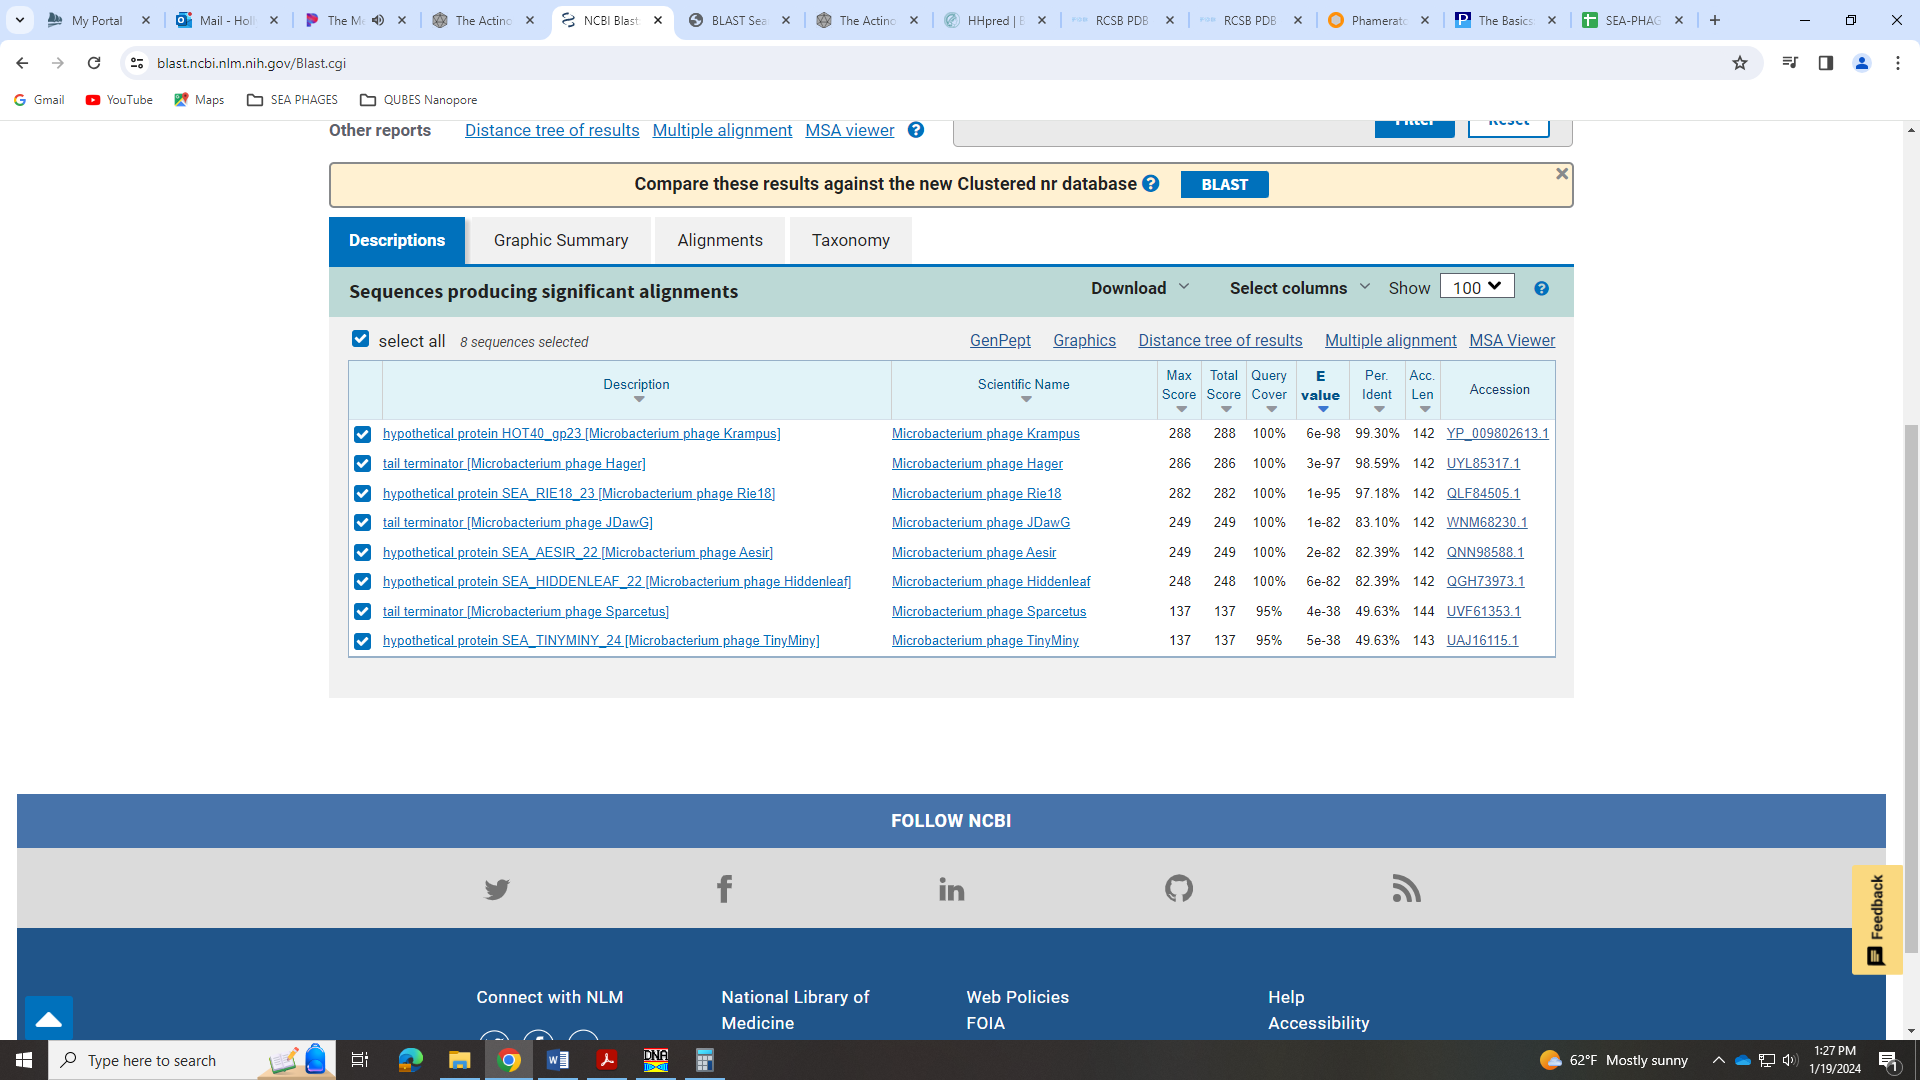 My Portal
Mail - Holl
The Me
The Actino
NCBI Blast
BLAST Sea
The Actino
HHpred | B
RCSB PDB
RCSB PDB
Phamerato
The Basics
SEA-PHAG
blast.ncbi.nlm.nih.gov/Blast.cgi
Gmail YouTube Maps SEA PHAGES QUBES Nanopore
Other reports Distance tree of results Multiple alignment MSA viewer ?
Filter Reset
Compare these results against the new Clustered nr database ? BLAST
Descriptions Graphic Summary Alignments Taxonomy
Sequences producing significant alignments Download Select columns Show 100 ?
select all 8 sequences selected GenPept Graphics Distance tree of results Multiple alignment MSA Viewer
Description Scientific Name Max Score Total Score Query Cover E value Per. Ident Acc. Len Accession
hypothetical protein HOT40_gp23 [Microbacterium phage Krampus] Microbacterium phage Krampus 288 288 100% 6e-98 99.30% 142 YP_009802613.1
tail terminator [Microbacterium phage Hager] Microbacterium phage Hager 286 286 100% 3e-97 98.59% 142 UYL85317.1
hypothetical protein SEA_RIE18_23 [Microbacterium phage Rie18] Microbacterium phage Rie18 282 282 100% 1e-95 97.18% 142 QLF84505.1
tail terminator [Microbacterium phage JDawG] Microbacterium phage JDawG 249 249 100% 1e-82 83.10% 142 WNM68230.1
hypothetical protein SEA_AESIR_22 [Microbacterium phage Aesir] Microbacterium phage Aesir 249 249 100% 2e-82 82.39% 142 QNN98588.1
hypothetical protein SEA_HIDDENLEAF_22 [Microbacterium phage Hiddenleaf] Microbacterium phage Hiddenleaf 248 248 100% 6e-82 82.39% 142 QGH73973.1
tail terminator [Microbacterium phage Sparcetus] Microbacterium phage Sparcetus 137 137 95% 4e-38 49.63% 144 UVF61353.1
hypothetical protein SEA_TINYMINY_24 [Microbacterium phage TinyMiny] Microbacterium phage TinyMiny 137 137 95% 5e-38 49.63% 143 UAJ16115.1
FOLLOW NCBI
Feedback
Connect with NLM National Library of Web Policies Help
Medicine FOIA Accessibility
Type here to search
DNA
62°F Mostly sunny
1:27 PM
1/19/2024
1